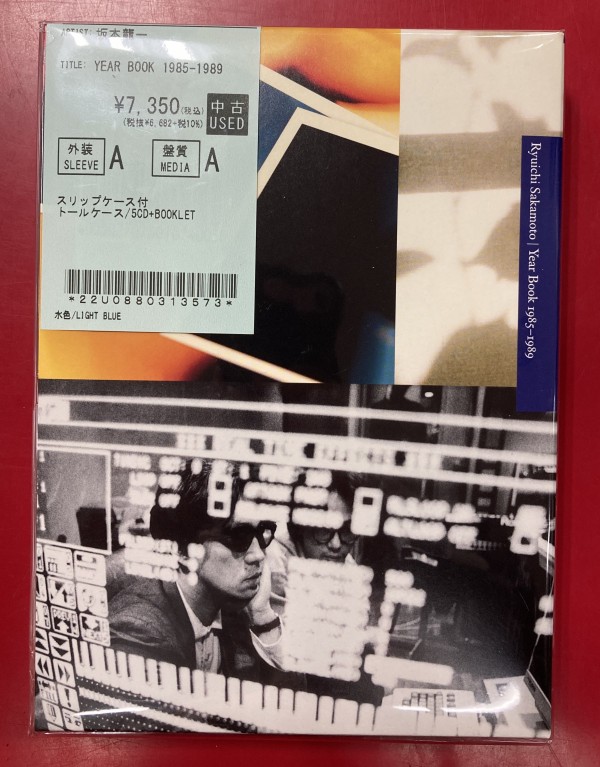 ARTIST: 坂本龍一
TITLE: YEAR BOOK 1985-1989
¥7,350(税込)
(税抜¥6,682+税10%)
中古
USED
外装
SLEEVE
A
盤質
MEDIA
A
スリップケース付
トールケース/5CD+BOOKLET
*22U0880313573*
水色/LIGHT BLUE
Ryuichi Sakamoto | Year Book 1985–1989